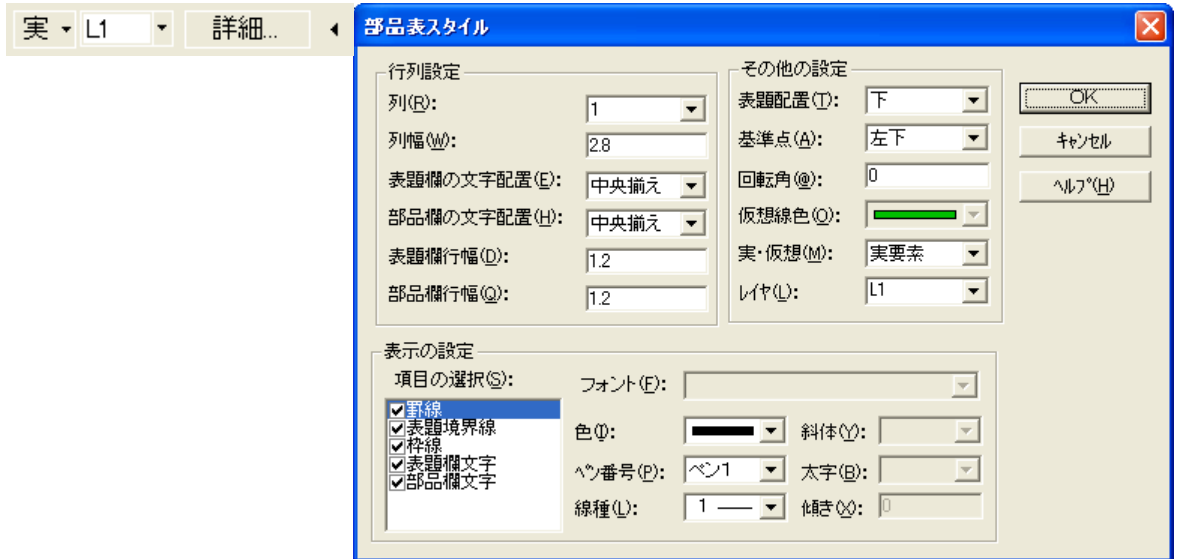 実 L1 詳細...
部品表スタイル
行列設定
列(R): 1
列幅(W): 2.8
表題欄の文字配置(E): 中央揃え
部品欄の文字配置(H): 中央揃え
表題欄行幅(D): 1.2
部品欄行幅(Q): 1.2
その他の設定
表題配置(T): 下
基準点(A): 左下
回転角(@): 0
仮想線色(O):
実・仮想(M): 実要素
レイヤ(L): L1
OK
キャンセル
ヘルプ(H)
表示の設定
項目の選択(S):
罫線
表題境界線
枠線
表題欄文字
部品欄文字
フォント(F):
色(I): 斜体(Y):
ペン番号(P): ペン1 太字(B):
線種(L): 1 傾き(X): 0